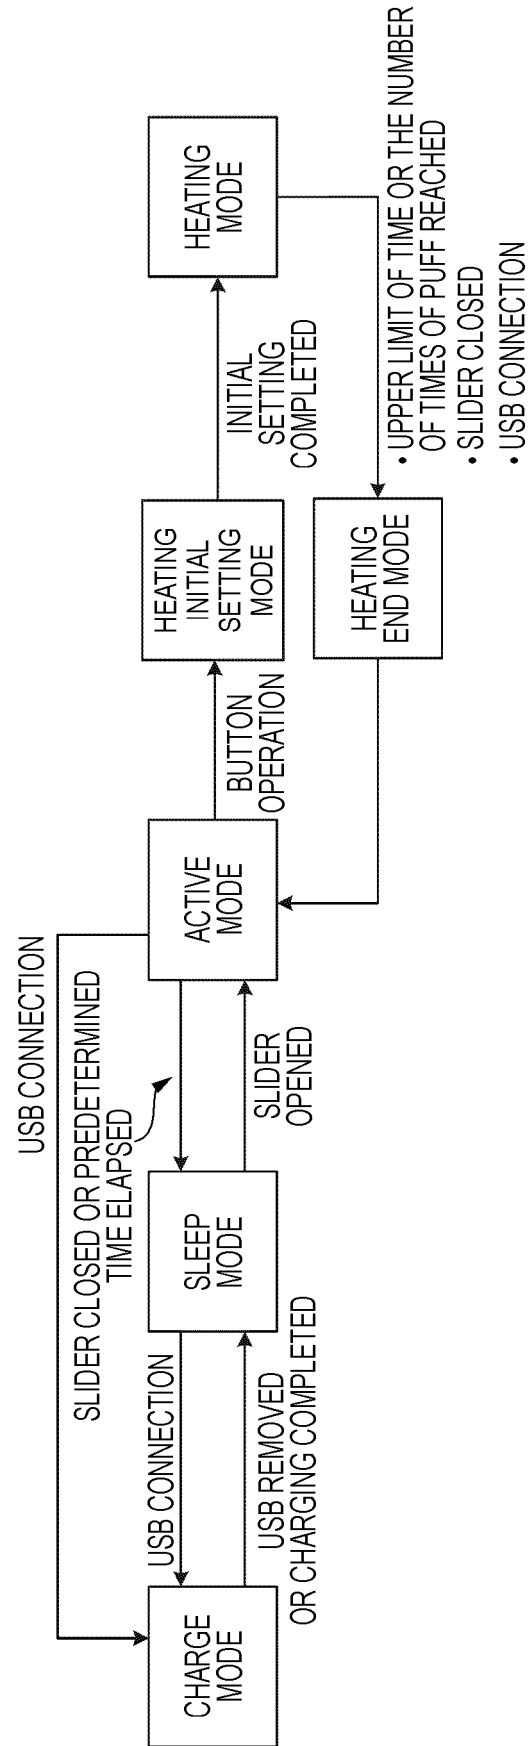 USB CONNECTION
SLIDER CLOSED OR PREDETERMINED
TIME ELAPSED
CHARGE
MODE
USB CONNECTION
USB REMOVED
OR CHARGING COMPLETED
SLEEP
MODE
SLIDER
OPENED
ACTIVE
MODE
BUTTON
OPERATION
HEATING
INITIAL
SETTING
MODE
INITIAL
SETTING
COMPLETED
HEATING
MODE
HEATING
END MODE
• UPPER LIMIT OF TIME OR THE NUMBER
OF TIMES OF PUFF REACHED
• SLIDER CLOSED
• USB CONNECTION